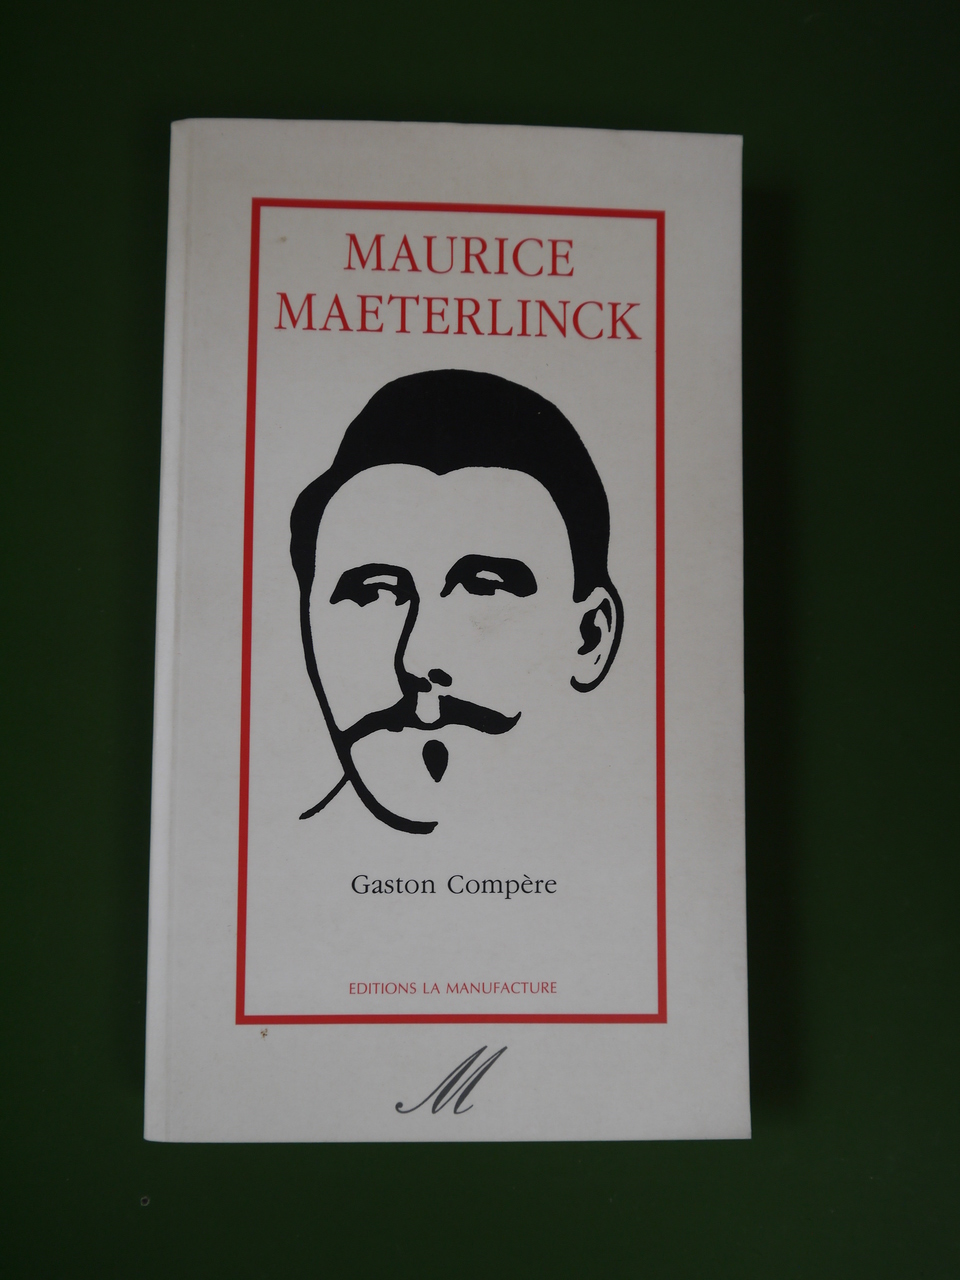 MAURICE
MAETERLINCK
Gaston Compère
EDITIONS LA MANUFACTURE
M